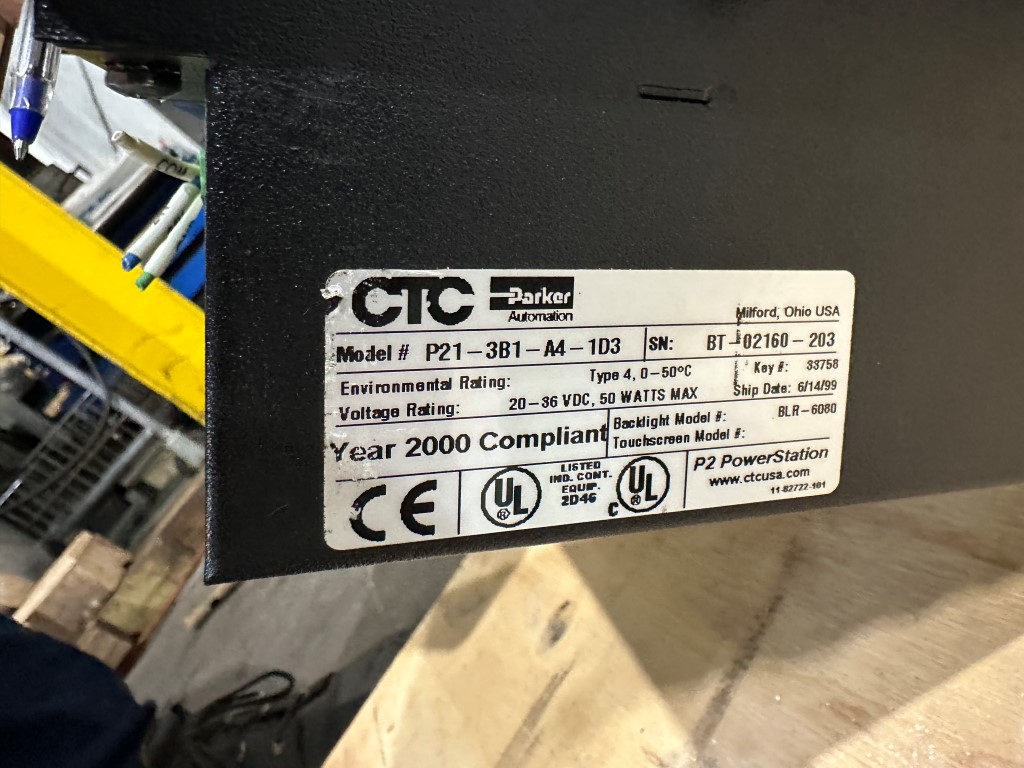 CTC Parker Automation
Milford, Ohio USA
Model # P21-3B1-A4-1D3 SN: BT-02160-203
Environmental Rating: Type 4, 0-50°C Key #: 33758
Voltage Rating: 20-36 VDC, 50 WATTS MAX Ship Date: 6/14/99
Year 2000 Compliant
Backlight Model #: BLR-6080
Touchscreen Model #:
CE
UL ®
LISTED
IND. CONT.
EQUIP.
2D46
C UL ®
P2 PowerStation
www.ctcusa.com
11-82722-101